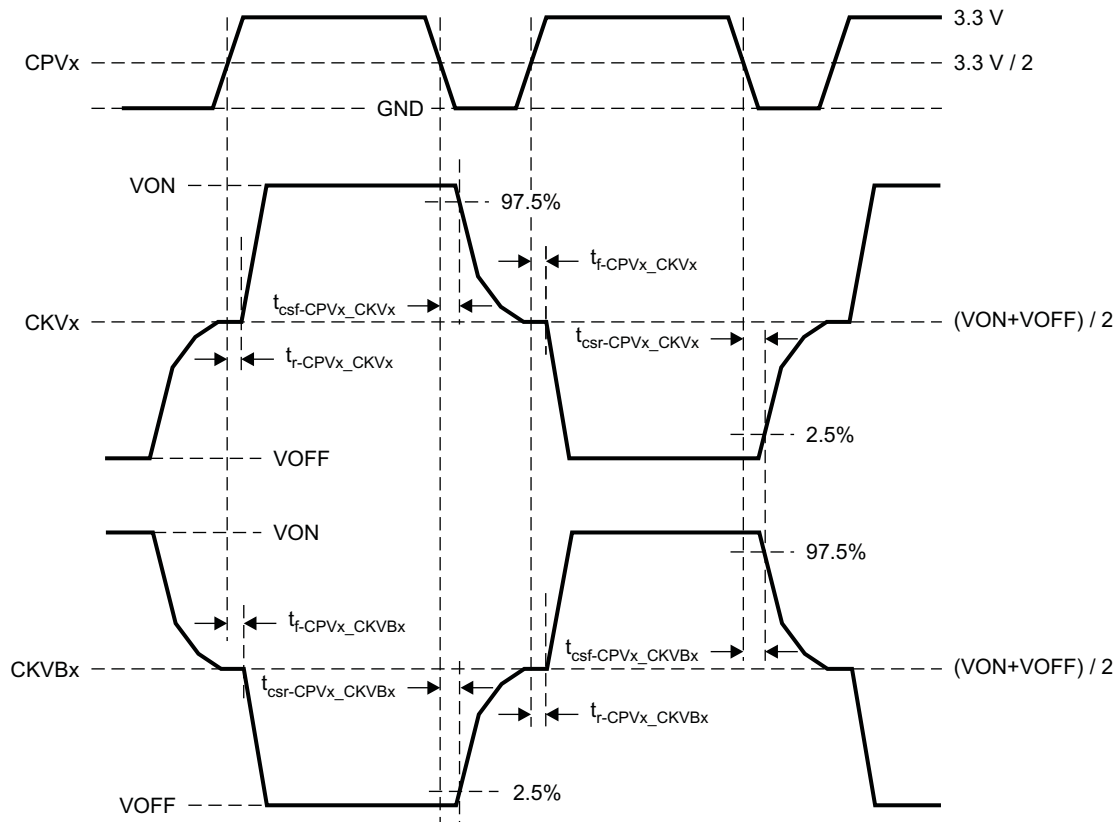 3.3 V
CPVx
3.3 V / 2
GND
VON
97.5%
tf-CPVx_CKVx
tcsf-CPVx_CKVx
CKVx
(VON+VOFF) / 2
tcsr-CPVx_CKVx
tr-CPVx_CKVx
2.5%
VOFF
VON
97.5%
tf-CPVx_CKVBx
tcsf-CPVx_CKVBx
CKVBx
(VON+VOFF) / 2
tcsr-CPVx_CKVBx
tr-CPVx_CKVBx
2.5%
VOFF